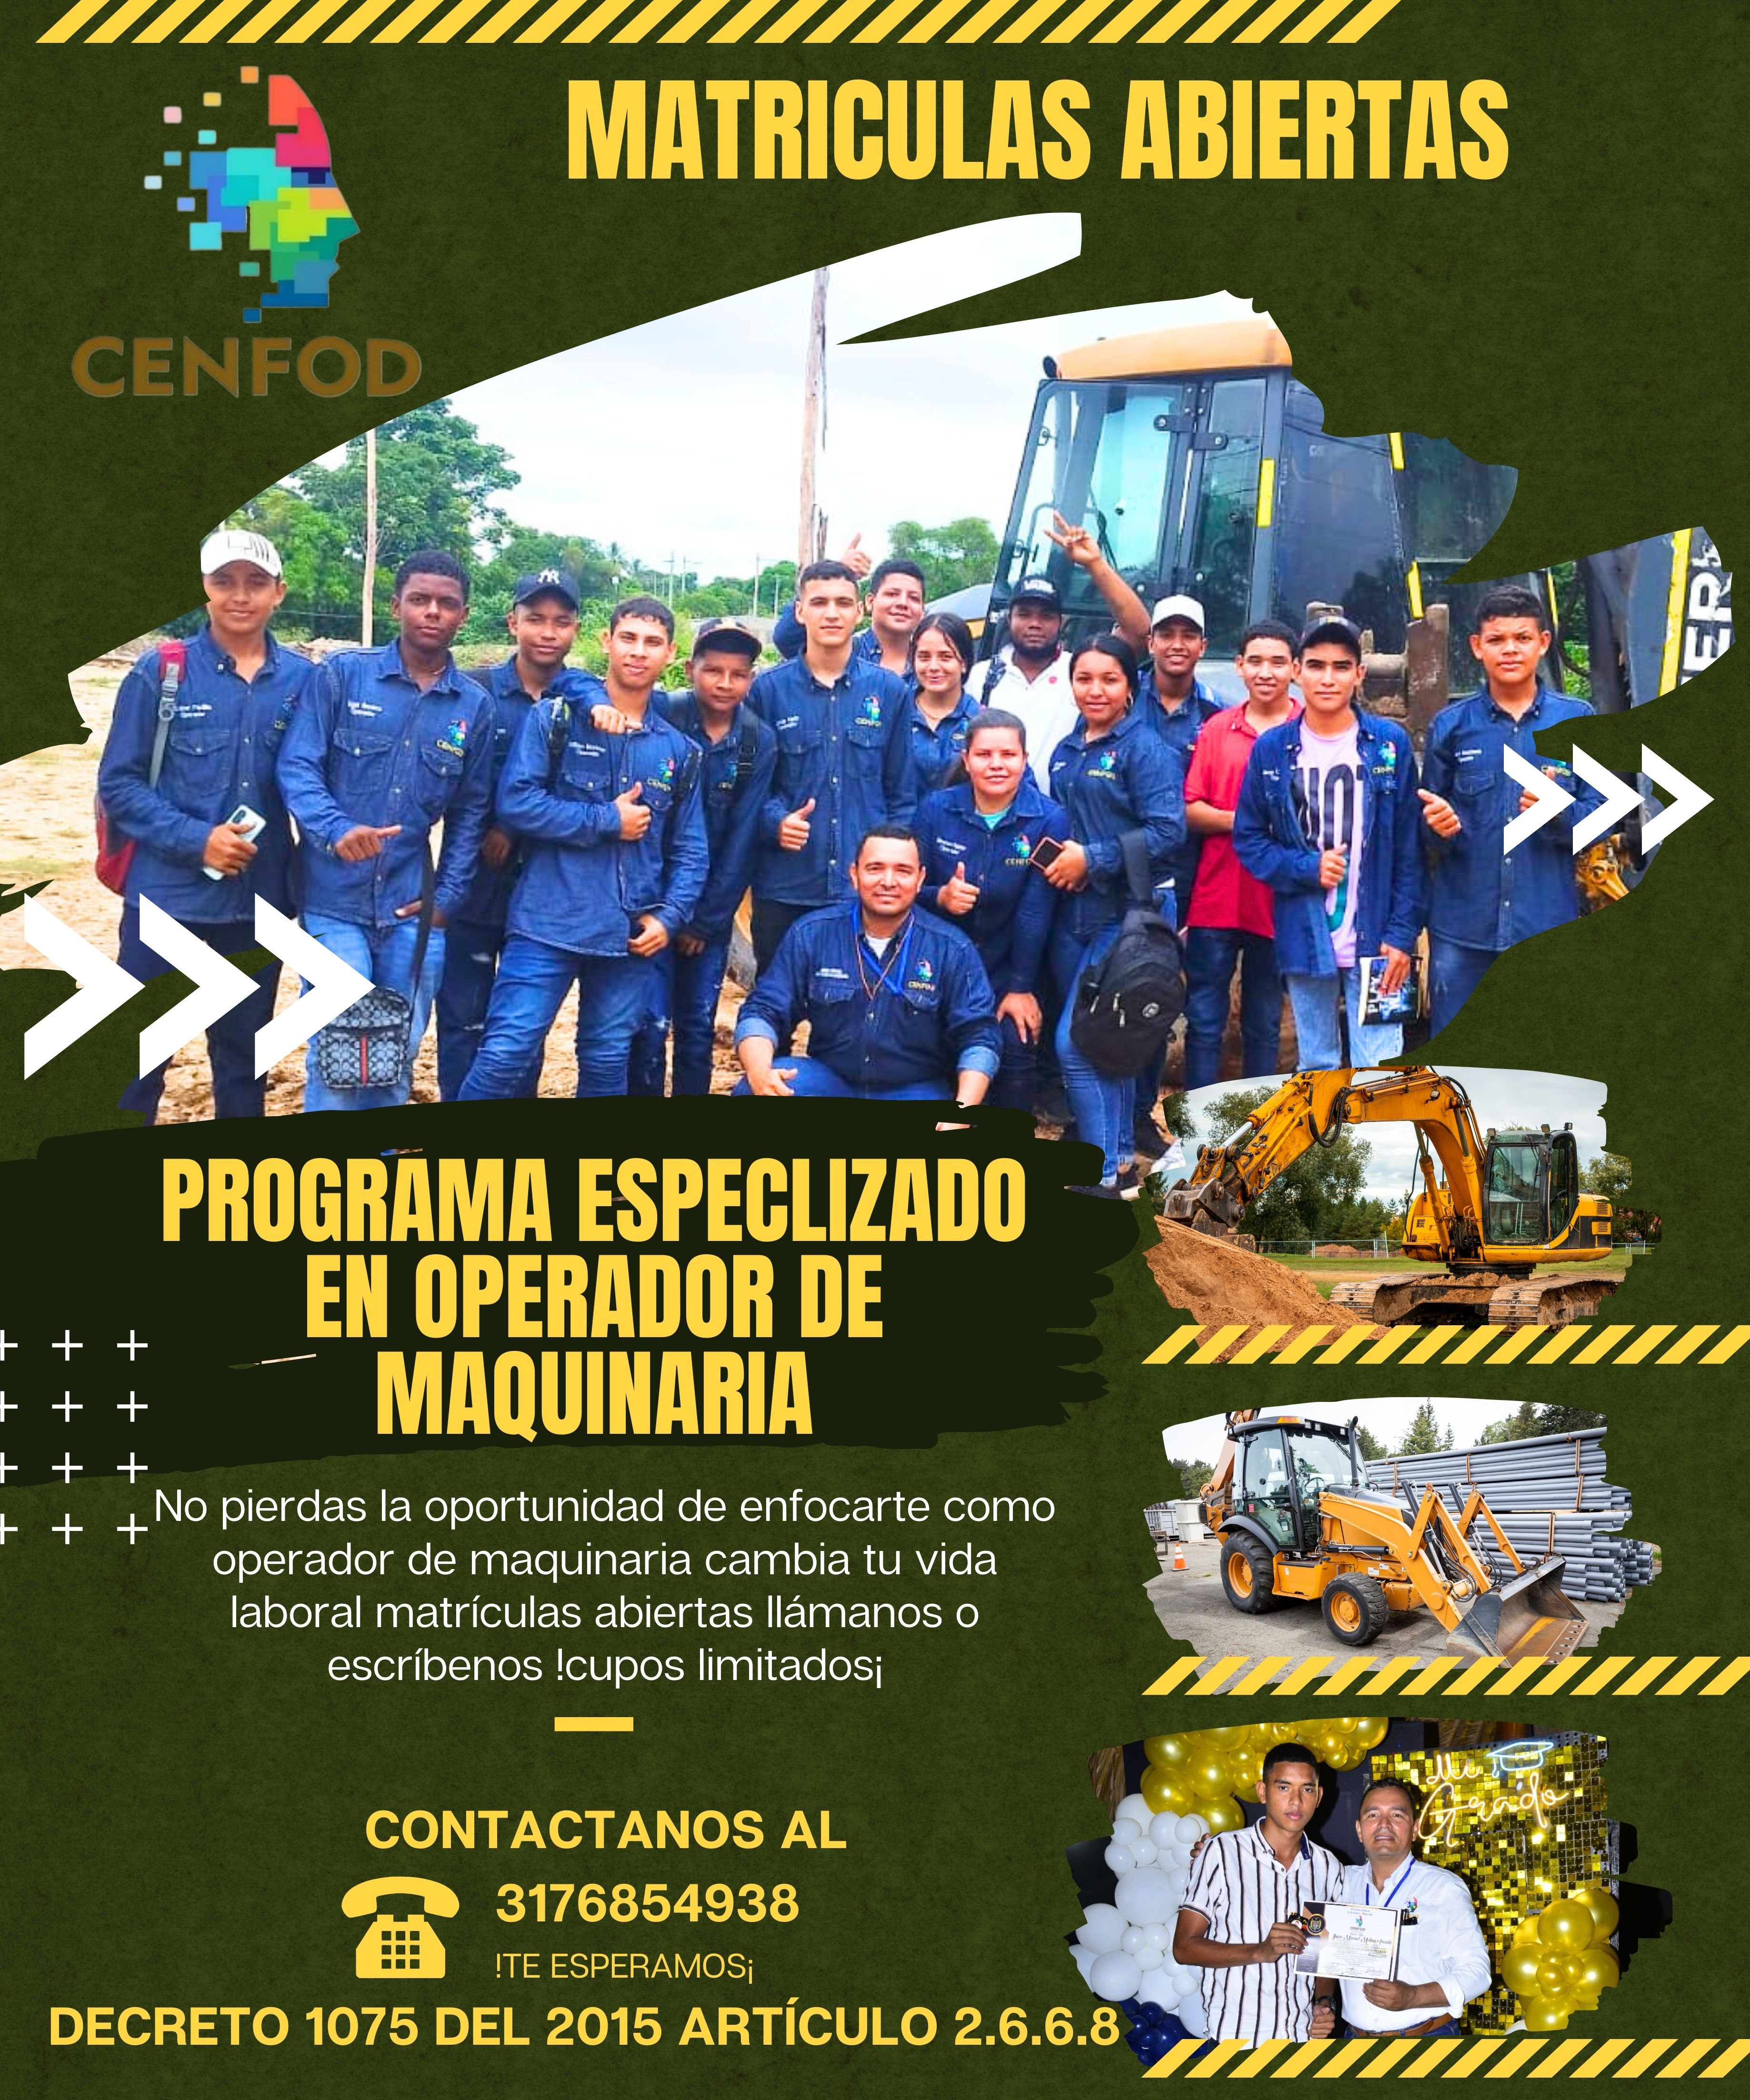 MATRICULAS ABIERTAS
CENFOD
PROGRAMA ESPECLIZADO
EN OPERADOR DE
MAQUINARIA
No pierdas la oportunidad de enfocarte como
operador de maquinaria cambia tu vida
laboral matrículas abiertas llámanos o
escríbenos !cupos limitados¡
CONTACTANOS AL
3176854938
!TE ESPERAMOS¡
DECRETO 1075 DEL 2015 ARTÍCULO 2.6.6.8
Mi
Grado